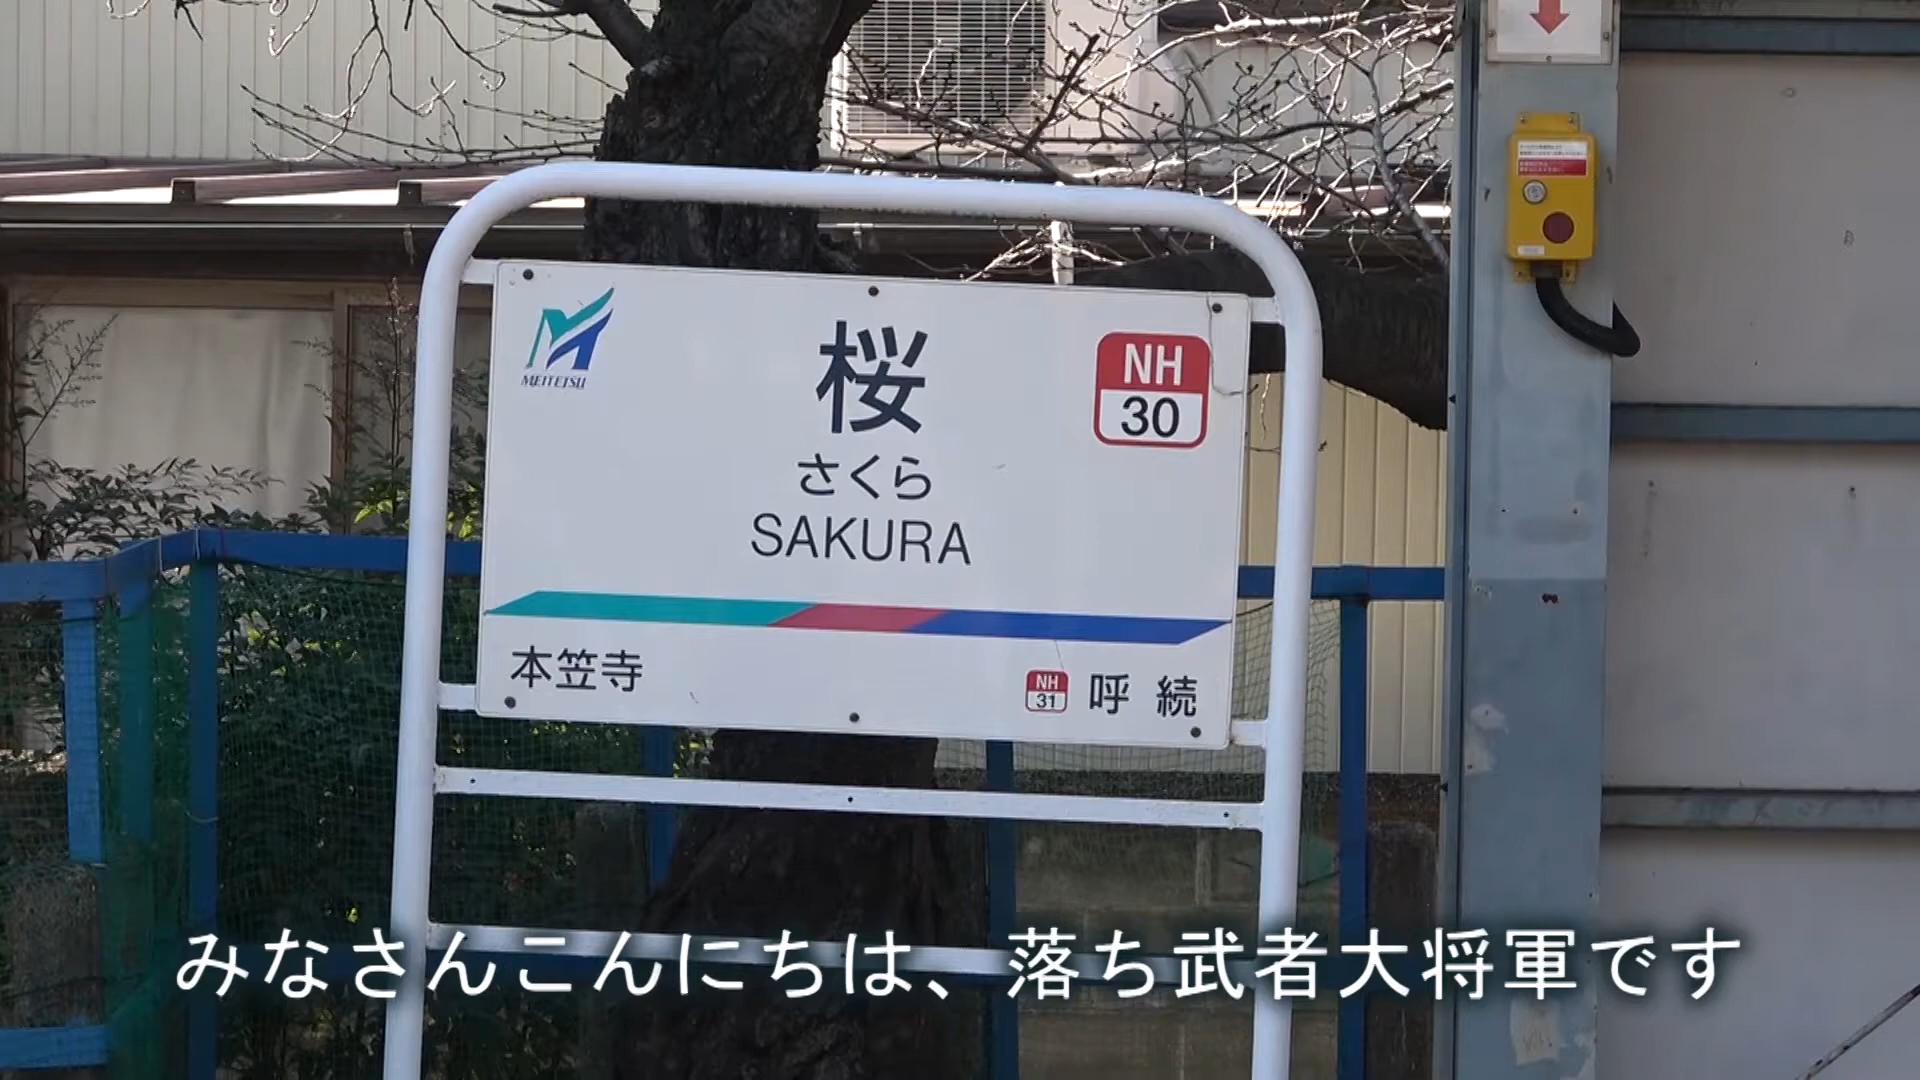 MEITETSU
桜
NH
30
さくら
SAKURA
本笠寺
NH
31
呼続
みなさんこんにちは、落ち武者大将軍です